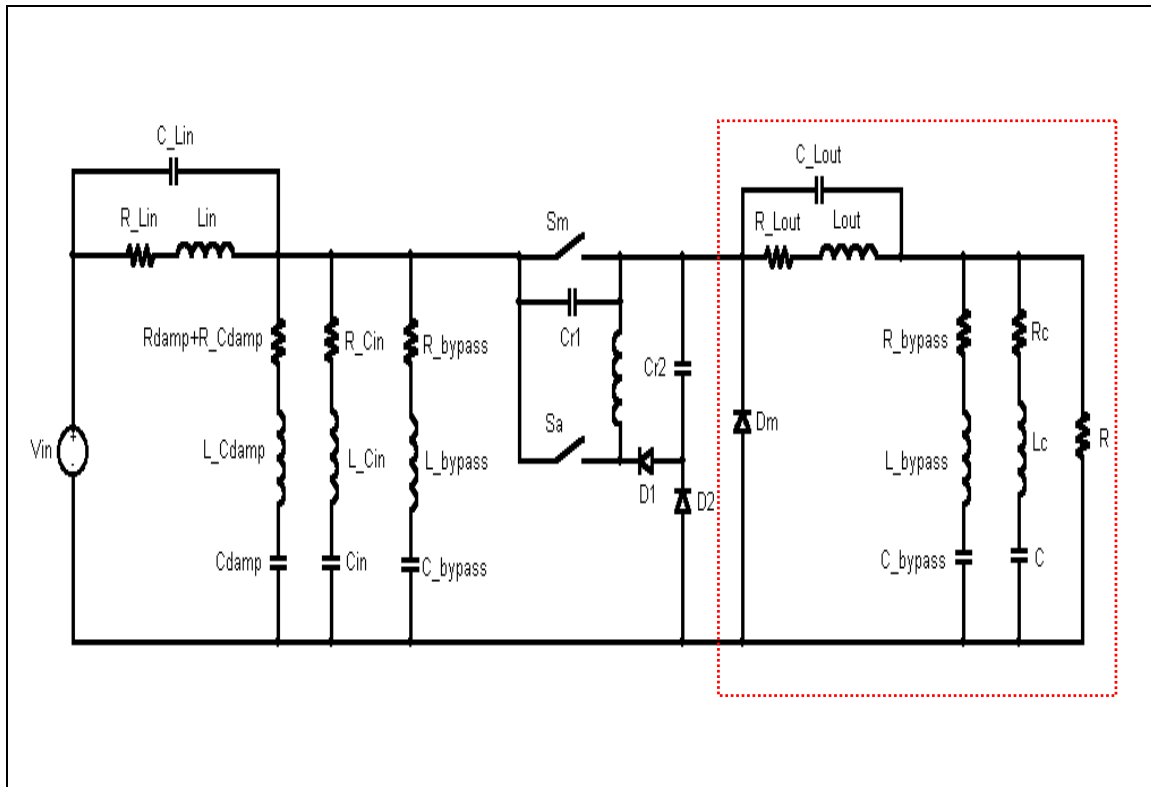 C_Lin
C_Lout
R_Lin
Lin
Sm
R_Lout
Lout
Rdamp+R_Cdamp
R_Cin
R_bypass
Cr1
Cr2
R_bypass
Rc
Vin
+
-
L_Cdamp
L_Cin
L_bypass
Sa
D1
D2
Dm
L_bypass
Lc
R
Cdamp
Cin
C_bypass
C_bypass
C